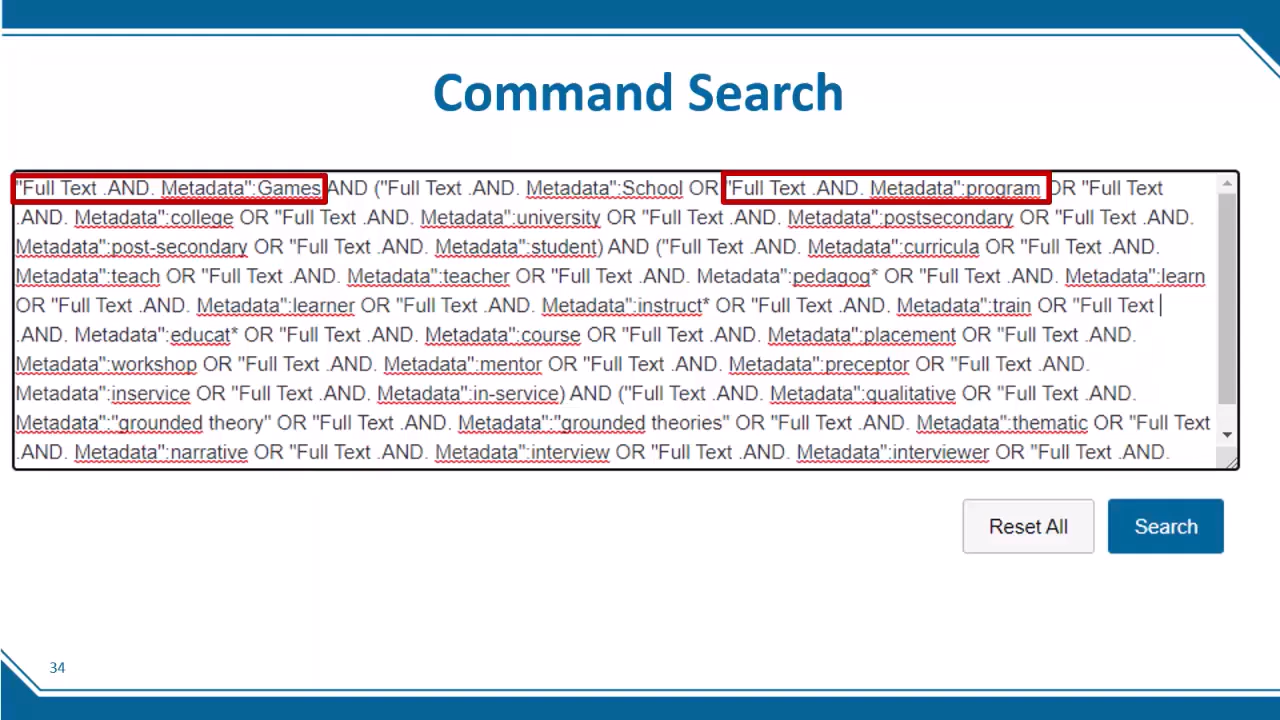 Command Search
"Full Text .AND. Metadata":Games AND ("Full Text .AND. Metadata":School OR "Full Text .AND. Metadata":program OR "Full Text
.AND. Metadata":college OR "Full Text .AND. Metadata":university OR "Full Text .AND. Metadata":postsecondary OR "Full Text .AND.
Metadata":post-secondary OR "Full Text .AND. Metadata":student) AND ("Full Text .AND. Metadata":curricula OR "Full Text .AND.
Metadata":teach OR "Full Text .AND. Metadata":teacher OR "Full Text .AND. Metadata":pedagog* OR "Full Text .AND. Metadata":learn
OR "Full Text .AND. Metadata":learner OR "Full Text .AND. Metadata":instruct* OR "Full Text .AND. Metadata":train OR "Full Text
.AND. Metadata":educat* OR "Full Text .AND. Metadata":course OR "Full Text .AND. Metadata":placement OR "Full Text .AND.
Metadata":workshop OR "Full Text .AND. Metadata":mentor OR "Full Text .AND. Metadata":preceptor OR "Full Text .AND.
Metadata":inservice OR "Full Text .AND. Metadata":in-service) AND ("Full Text .AND. Metadata":qualitative OR "Full Text .AND.
Metadata":"grounded theory" OR "Full Text .AND. Metadata":"grounded theories" OR "Full Text .AND. Metadata":thematic OR "Full Text
.AND. Metadata":narrative OR "Full Text .AND. Metadata":interview OR "Full Text .AND. Metadata":interviewer OR "Full Text .AND.
Reset All
Search
34